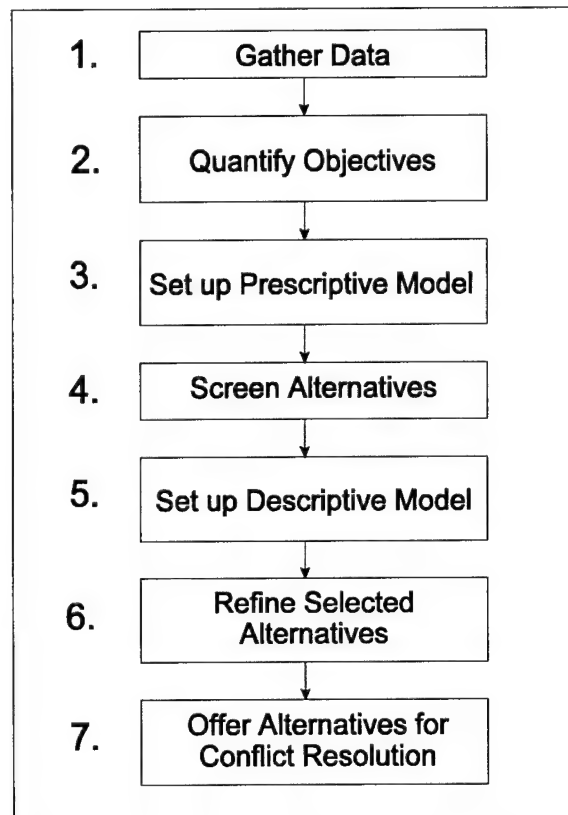 1. Gather Data
2. Quantify Objectives
3. Set up Prescriptive Model
4. Screen Alternatives
5. Set up Descriptive Model
6. Refine Selected
Alternatives
7. Offer Alternatives for
Conflict Resolution